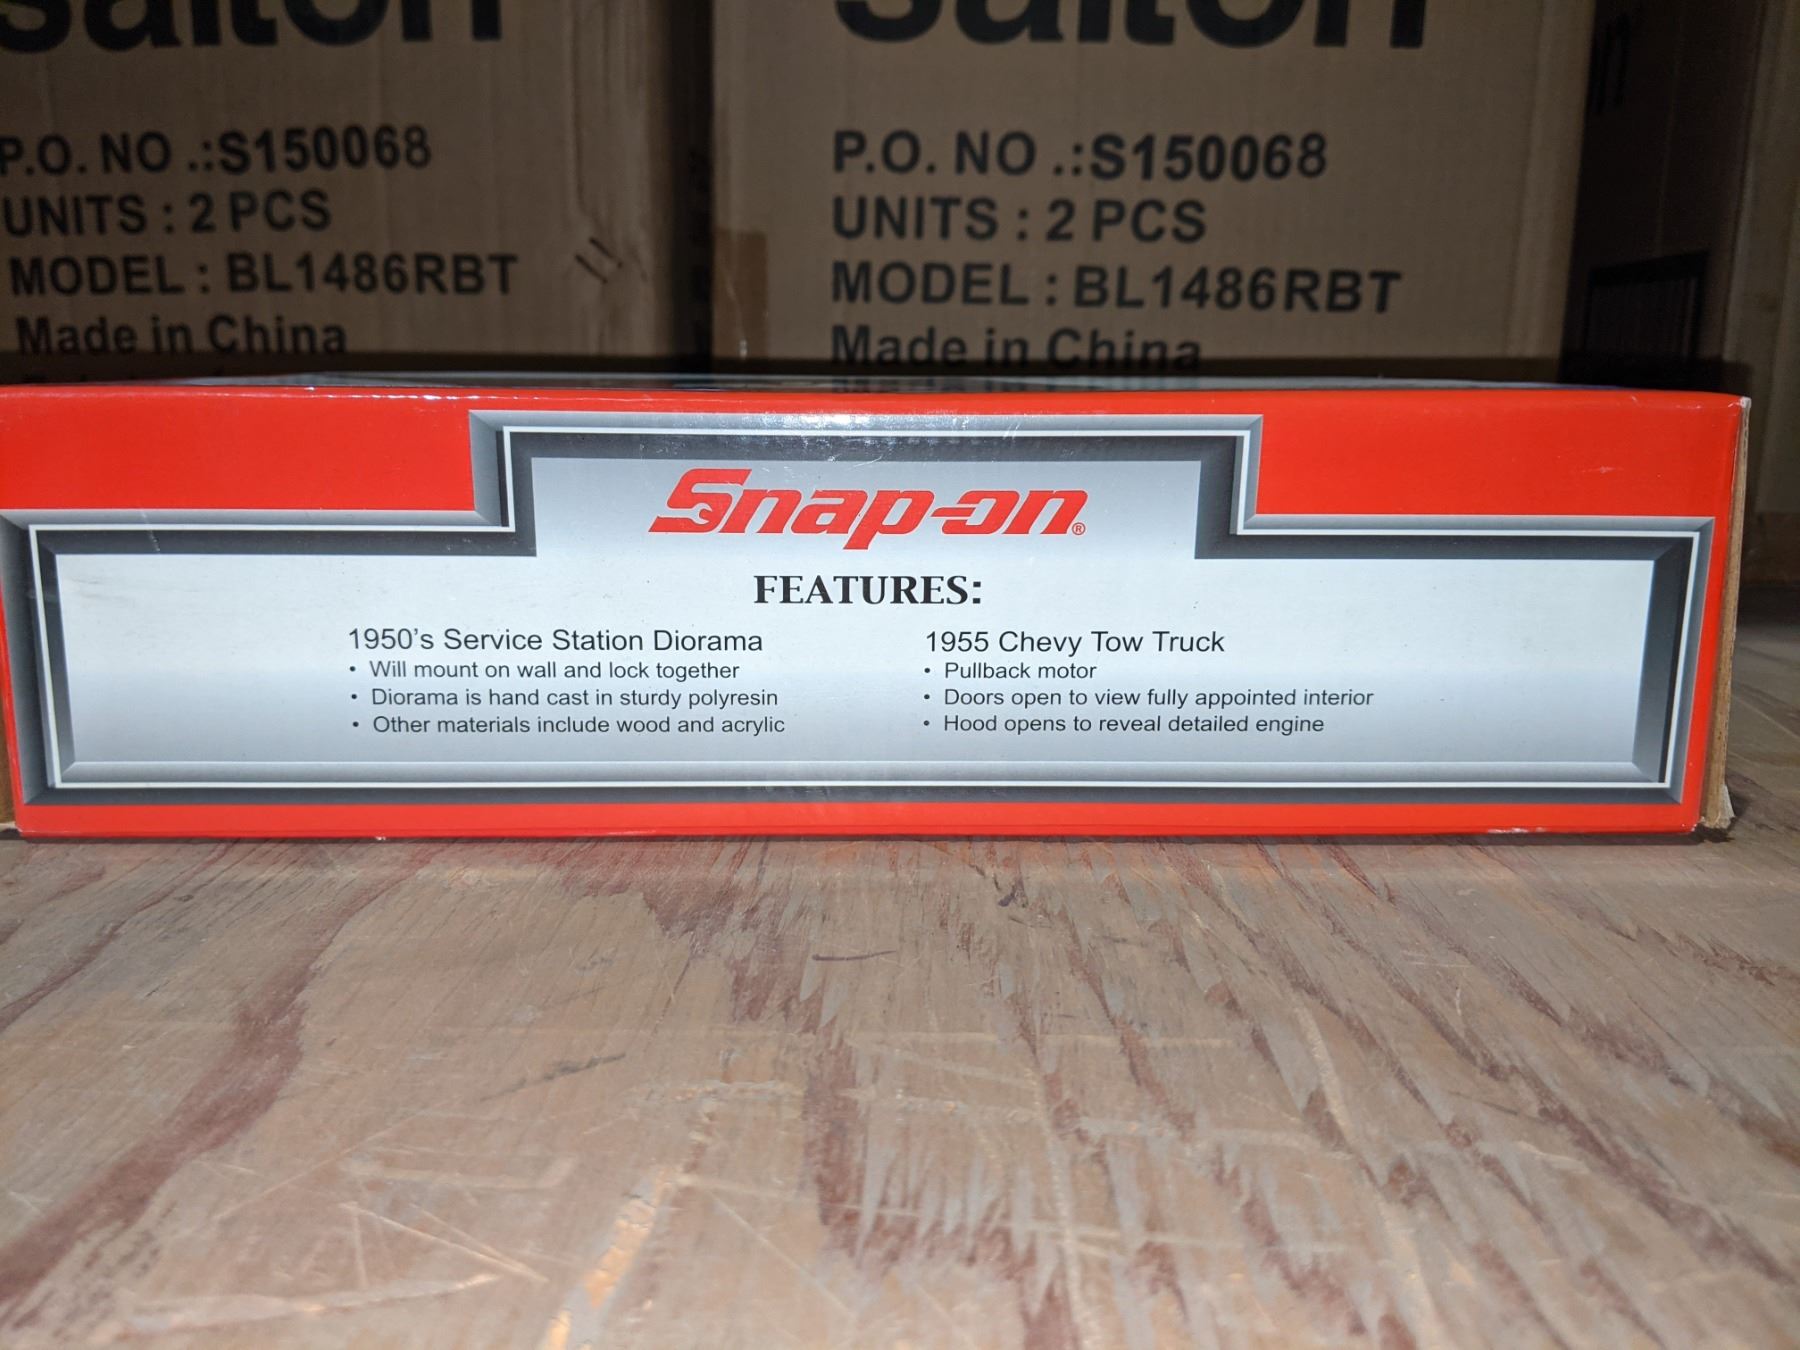 salton
salton
P.O. NO .:S150068
UNITS : 2 PCS
MODEL : BL1486RBT
Made in China
P.O. NO .:S150068
UNITS : 2 PCS
MODEL : BL1486RBT
Made in China
Snap-on®
FEATURES:
1950's Service Station Diorama
• Will mount on wall and lock together
• Diorama is hand cast in sturdy polyresin
• Other materials include wood and acrylic
1955 Chevy Tow Truck
• Pullback motor
• Doors open to view fully appointed interior
• Hood opens to reveal detailed engine